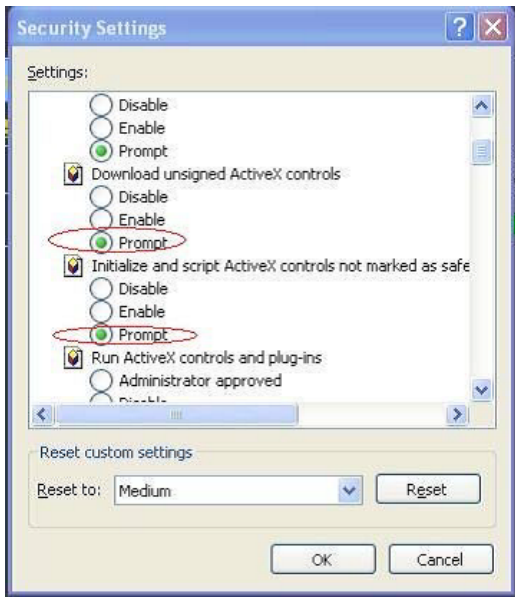 Security Settings
Settings:
Disable
Enable
Prompt
Download unsigned ActiveX controls
Disable
Enable
Prompt
Initialize and script ActiveX controls not marked as safe
Disable
Enable
Prompt
Run ActiveX controls and plug-ins
Administrator approved
Disable
Reset custom settings
Reset to: Medium Reset
OK Cancel